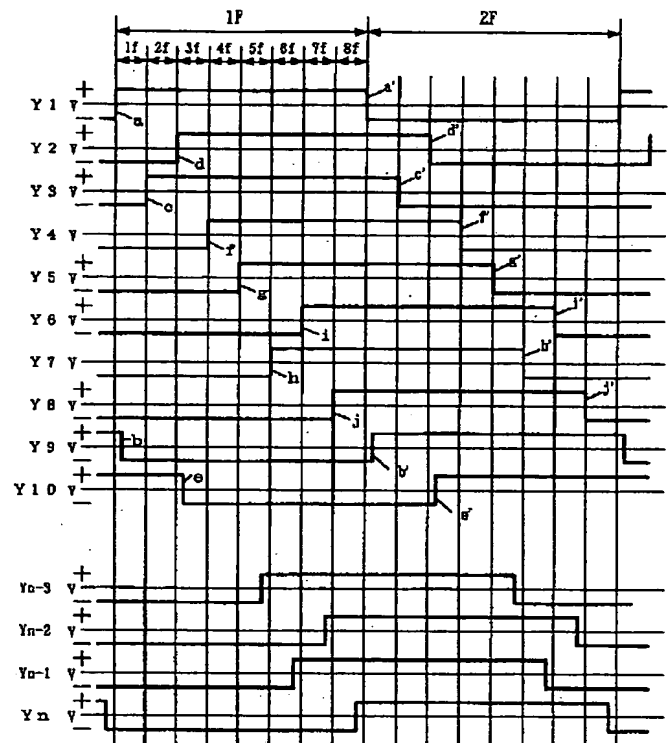 1F 2F
1f 2f 3f 4f 5f 6f 7f 8f
+
Y1 V a'
− a
+ d'
Y2 V
− d
+ c'
Y3 V
− c
+ f'
Y4 V
− f
+ g'
Y5 V
− g
+ i'
Y6 V
− i
+ h'
Y7 V
− h
+ j'
Y8 V
− j
+ b
Y9 V
− b'
+ e
Y10 V
− e'
+
Yn-3 V
−
+
Yn-2 V
−
+
Yn-1 V
−
+
Yn V
−